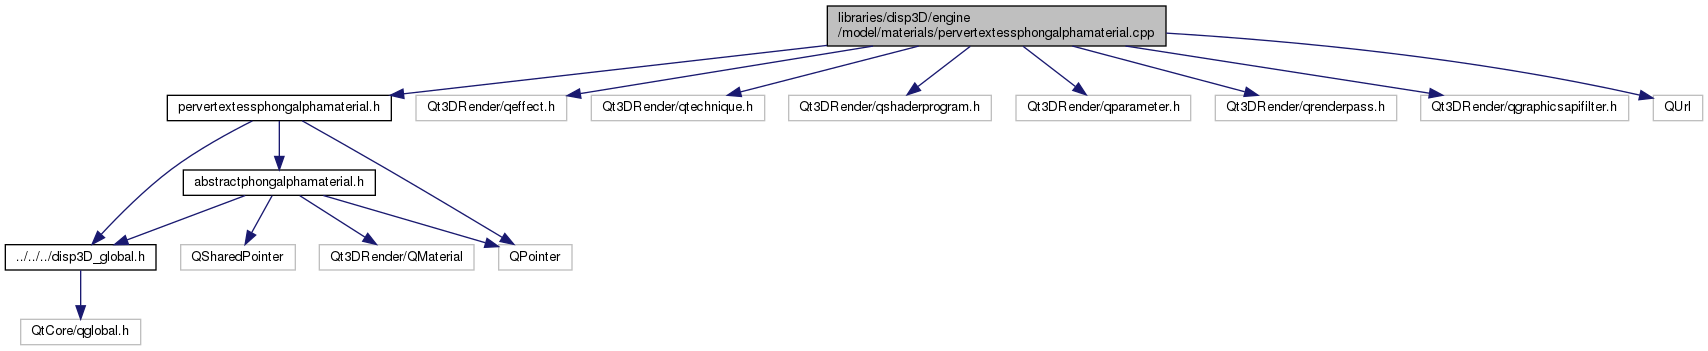 libraries/disp3D/engine
/model/materials/pervertextessphongalphamaterial.cpp
pervertextessphongalphamaterial.h
Qt3DRender/qeffect.h
Qt3DRender/qtechnique.h
Qt3DRender/qshaderprogram.h
Qt3DRender/qparameter.h
Qt3DRender/qrenderpass.h
Qt3DRender/qgraphicsapifilter.h
QUrl
abstractphongalphamaterial.h
../../../disp3D_global.h
QSharedPointer
Qt3DRender/QMaterial
QPointer
QtCore/qglobal.h